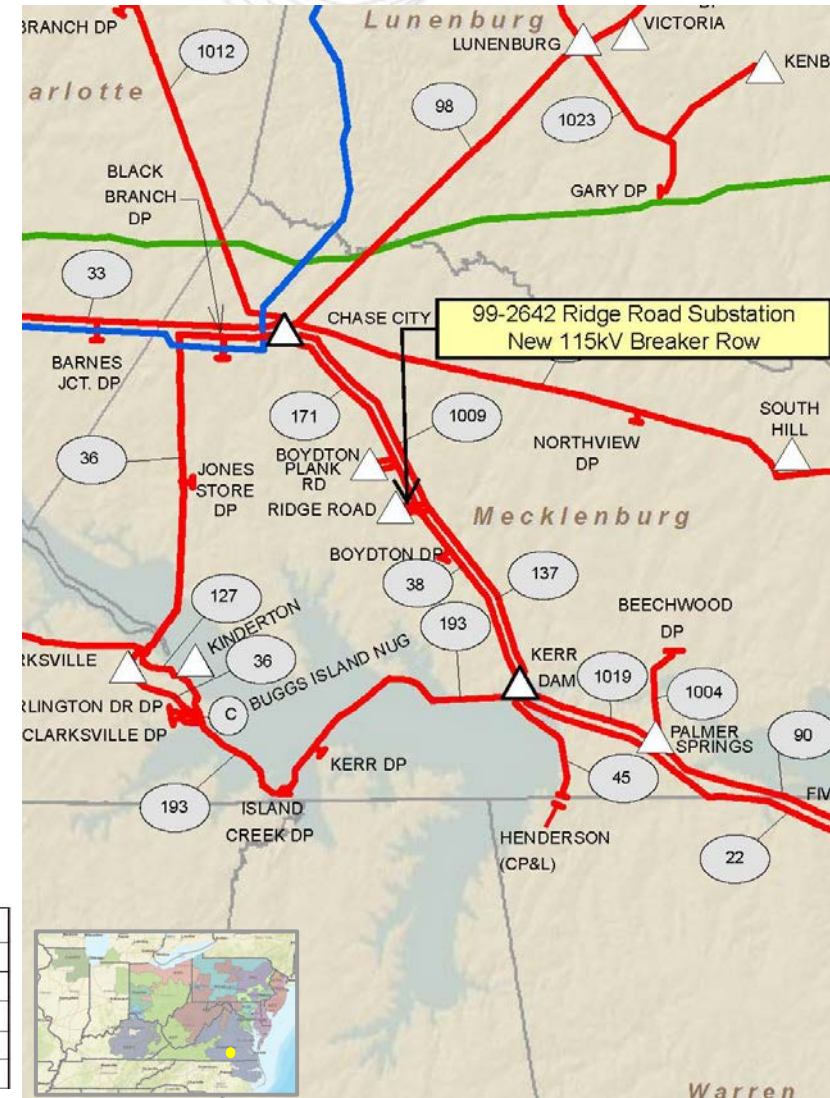 BRANCH DP
1012
arlotte
Lunenburg
LUNENBURG
VICTORIA
KENB
98
1023
GARY DP
BLACK
BRANCH
DP
33
BARNES
JCT. DP
CHASE CITY
99-2642 Ridge Road Substation
New 115kV Breaker Row
171
1009
36
JONES
STORE
DP
BOYDTON
PLANK
RD
RIDGE ROAD
NORTHVIEW
DP
SOUTH
HILL
Mecklenburg
BOYDTON DP
38
137
127
KINDERTON
36
193
BEECHWOOD
DP
RKSVILLE
BUGGS ISLAND NUG
KERR
DAM
1019
1004
RLINGTON DR DP
C
CLARKSVILLE DP
PALMER
SPRINGS
90
KERR DP
45
FIV
193
ISLAND
CREEK DP
HENDERSON
(CP&L)
22
Warren